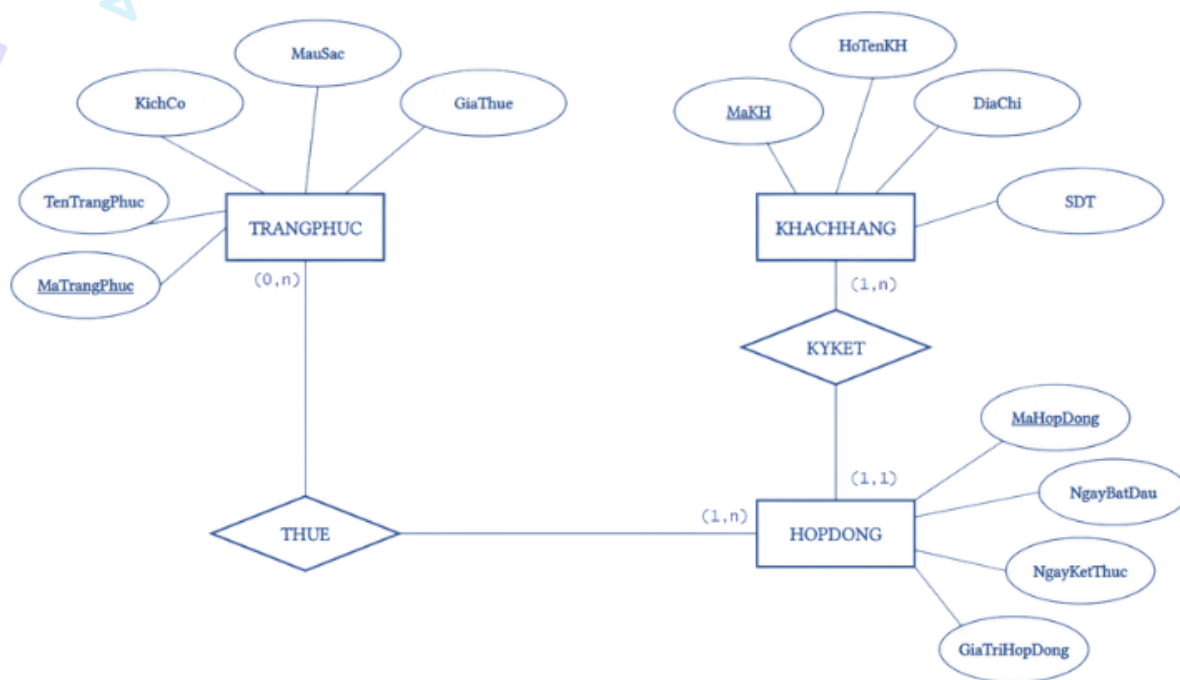 MauSac
KichCo
GiaThue
TenTrangPhuc
MaTrangPhuc
TRANGPHUC
(0,n)
HoTenKH
MaKH
DiaChi
SDT
KHACHHANG
(1,n)
KYKET
(1,1)
MaHopDong
NgayBatDau
NgayKetThuc
GiaTriHopDong
HOPDONG
(1,n)
THUE